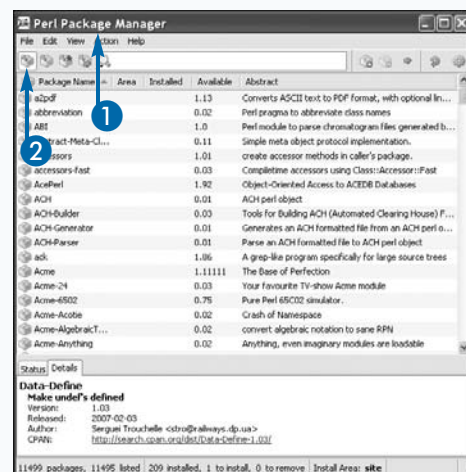 Perl Package Manager
File Edit View Action Help
Package Name Area Installed Available Abstract
a2pdf 1.13 Converts ASCII text to PDF format, with optional lin...
abbreviation 0.02 Perl pragma to abbreviate class names
ABI 1.0 Perl module to parse chromatogram files generated b...
1
2
tract-Meta-Cl... 0.11 Simple meta object protocol implementation.
essors 1.01 create accessor methods in caller's package.
accessors-fast 0.03 Compiletime accessors using Class::Accessor::Fast
AcePerl 1.92 Object-Oriented Access to ACEDB Databases
ACH 0.01 ACH perl object
ACH-Builder 0.03 Tools for Building ACH (Automated Clearing House) F...
ACH-Generator 0.01 Generates an ACH formatted file from an ACH perl o...
ACH-Parser 0.01 Parse an ACH formatted file to ACH perl object
ack 1.86 A grep-like program specifically for large source trees
Acme 1.11111 The Base of Perfection
Acme-24 0.03 Your favourite TV-show Acme module
Acme-6502 0.75 Pure Perl 65C02 simulator.
Acme-Acotie 0.02 Crash of Namespace
Acme-AlgebraicT... 0.02 convert algebraic notation to sane RPN
Acme-Anything 0.02 Anything, even imaginary modules are loadable
Status Details
Data-Define
Make undef's defined
Version: 1.03
Released: 2007-02-03
Author: Serguei Trouchelle <stro@railways.dp.ua>
CPAN: http://search.cpan.org/dist/Data-Define-1.03/
11499 packages, 11495 listed 209 installed, 1 to install, 0 to remove Install Area: site